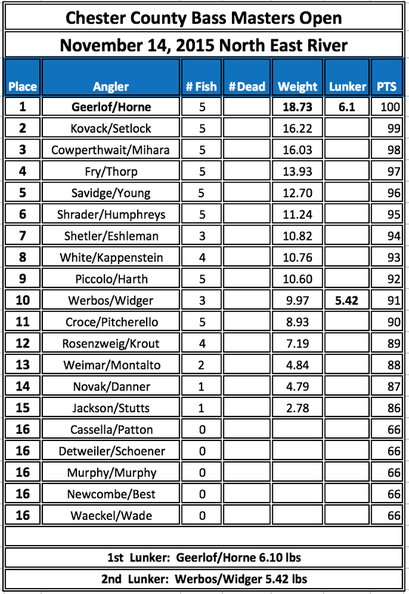 Chester County Bass Masters Open
November 14, 2015 North East River
Place Angler # Fish #Dead Weight Lunker PTS
1 Geerlof/Horne 5 18.73 6.1 100
2 Kovack/Setlock 5 16.22 99
3 Cowperthwait/Mihara 5 16.03 98
4 Fry/Thorp 5 13.93 97
5 Savidge/Young 5 12.70 96
6 Shrader/Humphreys 5 11.24 95
7 Shetler/Eshleman 3 10.82 94
8 White/Kappenstein 4 10.76 93
9 Piccolo/Harth 5 10.60 92
10 Werbos/Widger 3 9.97 5.42 91
11 Croce/Pitcherello 5 8.93 90
12 Rosenzweig/Krout 4 7.19 89
13 Weimar/Montalto 2 4.84 88
14 Novak/Danner 1 4.79 87
15 Jackson/Stutts 1 2.78 86
16 Cassella/Patton 0 66
16 Detweiler/Schoener 0 66
16 Murphy/Murphy 0 66
16 Newcombe/Best 0 66
16 Waeckel/Wade 0 66
1st Lunker: Geerlof/Horne 6.10 lbs
2nd Lunker: Werbos/Widger 5.42 lbs